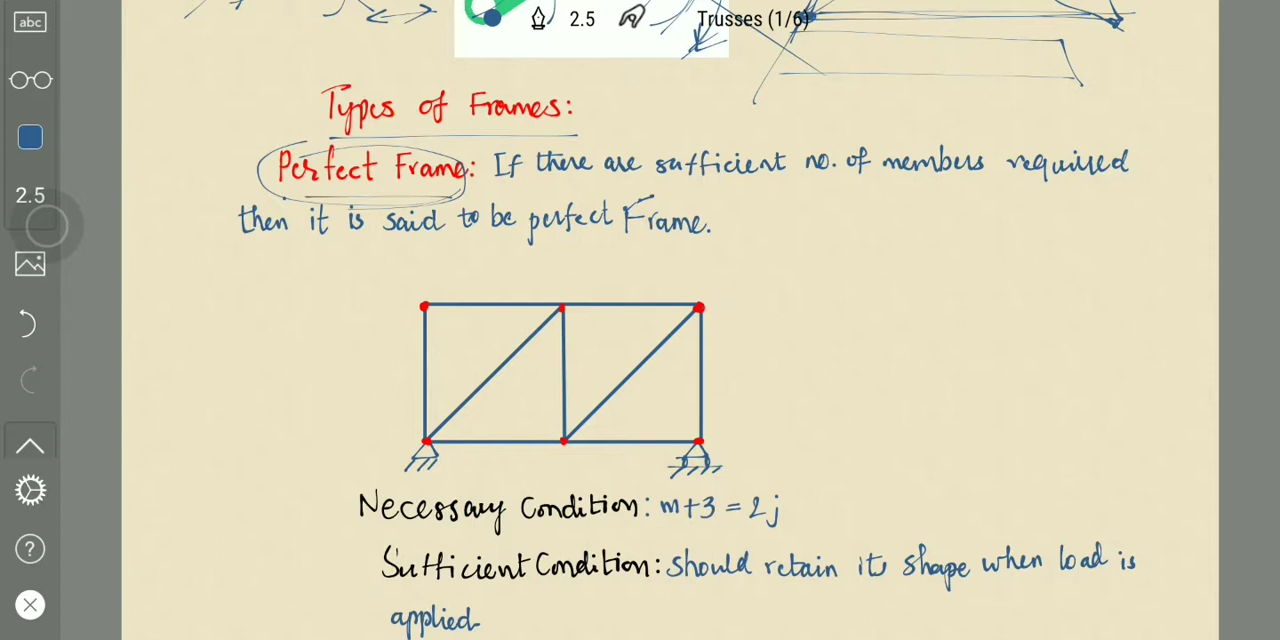 abc
2.5
Trusses (1/6)
Types of Frames:
Perfect Frame: If there are sufficient no. of members required
2.5
then it is said to be perfect Frame.
Necessary Condition: m+3 = 2j
Sufficient Condition: should retain its shape when load is
?
applied